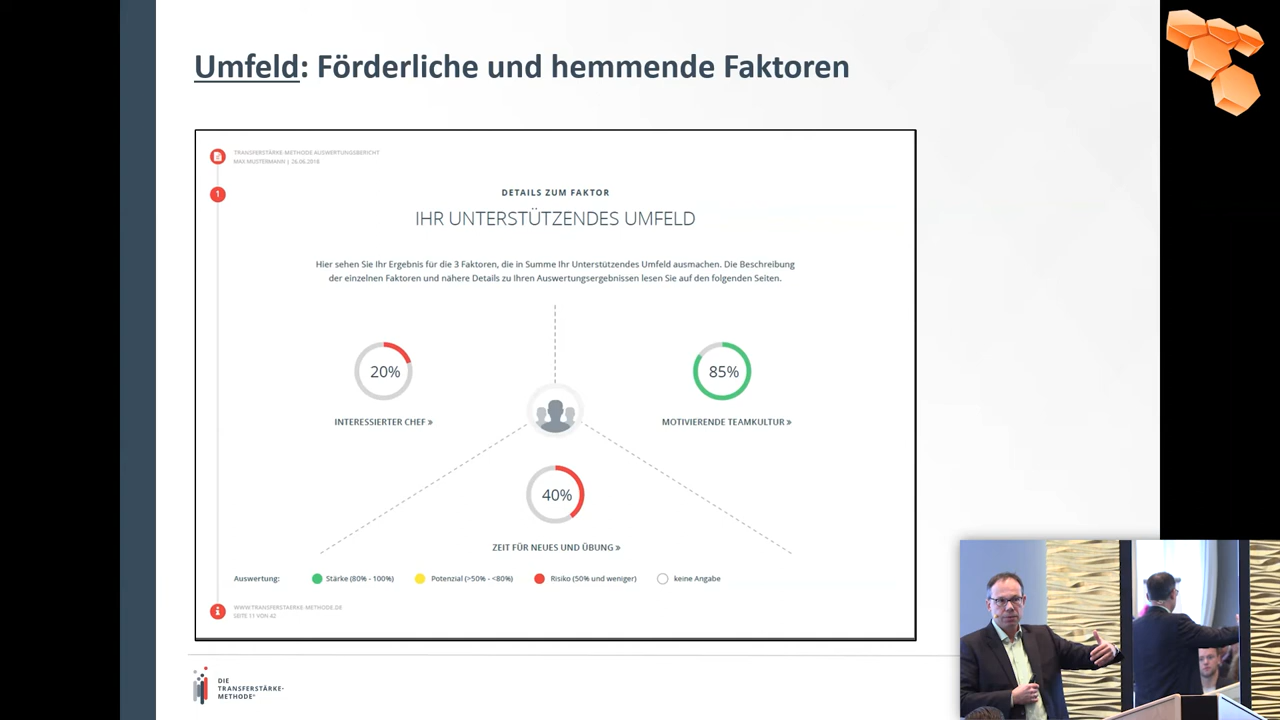 Umfeld: Förderliche und hemmende Faktoren
TRANSFERSTÄRKE-METHODE AUSWERTUNGSBERICHT
MAX MUSTERMANN | 26.06.2018
1
DETAILS ZUM FAKTOR
IHR UNTERSTÜTZENDES UMFELD
Hier sehen Sie Ihr Ergebnis für die 3 Faktoren, die in Summe Ihr Unterstützendes Umfeld ausmachen. Die Beschreibung
der einzelnen Faktoren und nähere Details zu Ihren Auswertungsergebnissen lesen Sie auf den folgenden Seiten.
20%
INTERESSIERTER CHEF »
85%
MOTIVIERENDE TEAMKULTUR »
40%
ZEIT FÜR NEUES UND ÜBUNG »
Auswertung: Stärke (80% - 100%) Potenzial (>50% - <80%) Risiko (50% und weniger) keine Angabe
WWW.TRANSFERSTAERKE-METHODE.DE
SEITE 11 VON 42
DIE
TRANSFERSTÄRKE-
METHODE®